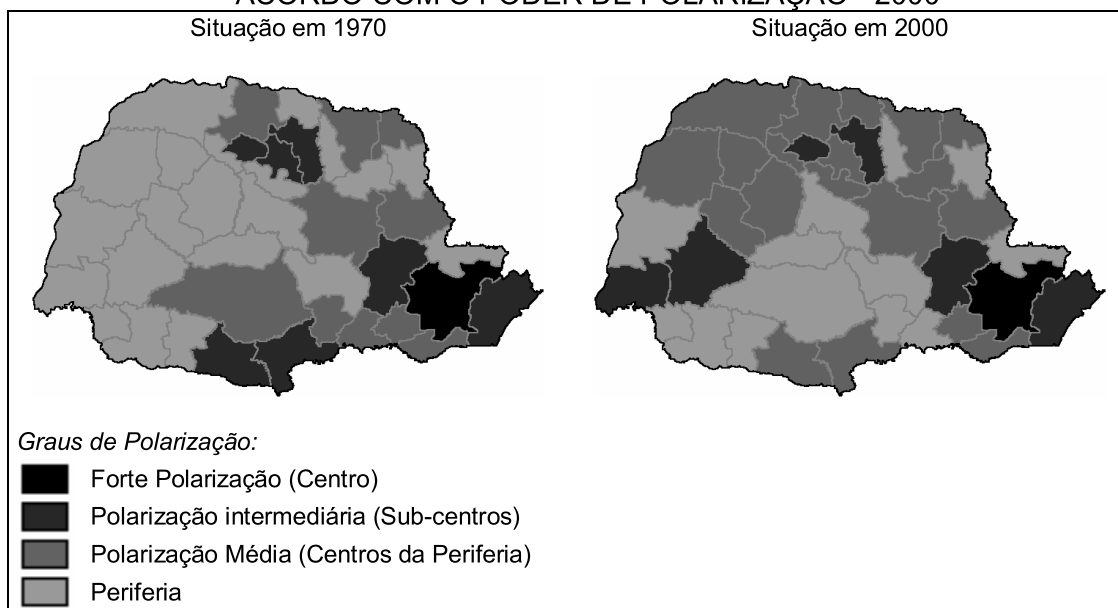 ACORDO COM O PODER DE POLARIZAÇÃO - 2000
Situação em 1970
Situação em 2000
Graus de Polarização:
Forte Polarização (Centro)
Polarização intermediária (Sub-centros)
Polarização Média (Centros da Periferia)
Periferia